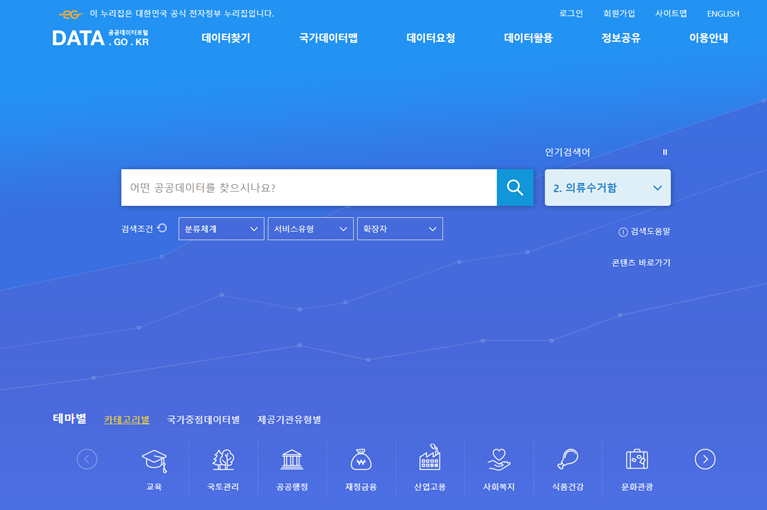 이 누리집은 대한민국 공식 전자정부 누리집입니다.
로그인 회원가입 사이트맵 ENGLISH
DATA 공공데이터포털 .GO.KR
데이터찾기 국가데이터맵 데이터요청 데이터활용 정보공유 이용안내
인기검색어
어떤 공공데이터를 찾으시나요?
2. 의류수거함
검색조건 분류체계 서비스유형 확장자
검색도움말
콘텐츠 바로가기
테마별 카테고리별 국가중점데이터별 제공기관유형별
교육 국토관리 공공행정 재정금융 산업고용 사회복지 식품건강 문화관광